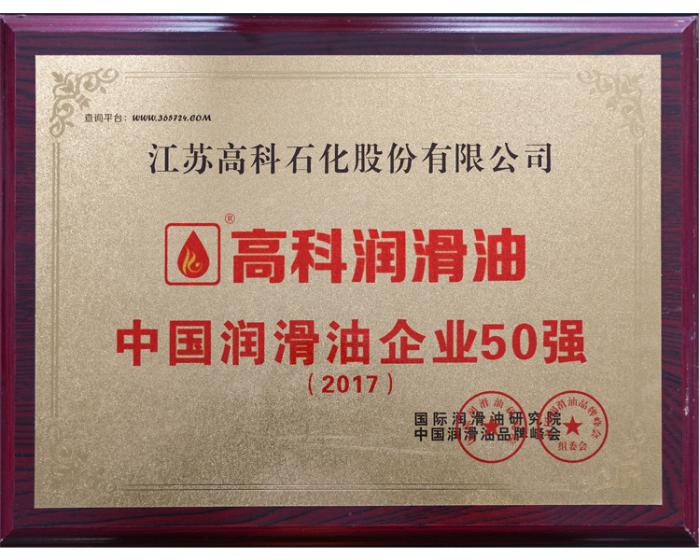 查询平台：WWW.365724.COM
江苏高科石化股份有限公司
®
高科润滑油
中国润滑油企业50强
（2017）
国际润滑油研究院
中国润滑油品牌峰会
组委会